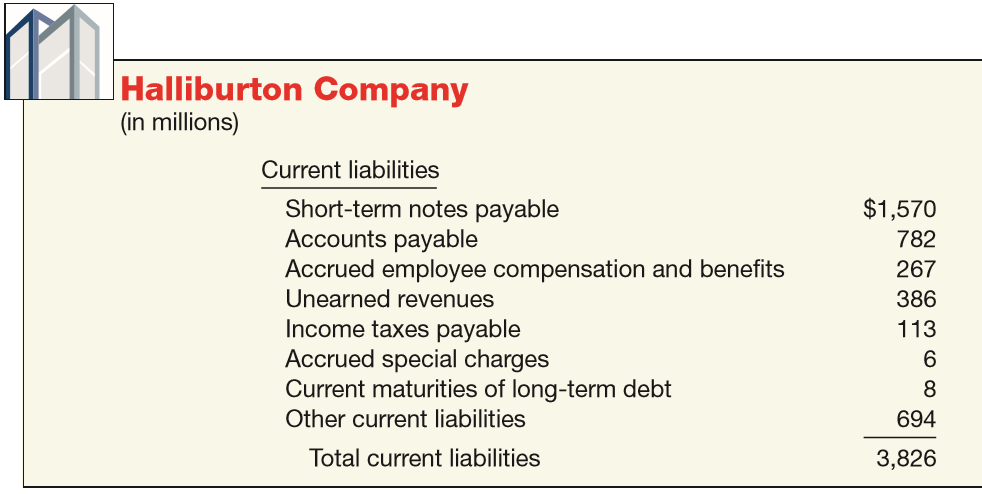 Halliburton Company
(in millions)
Current liabilities
Short-term notes payable $1,570
Accounts payable 782
Accrued employee compensation and benefits 267
Unearned revenues 386
Income taxes payable 113
Accrued special charges 6
Current maturities of long-term debt 8
Other current liabilities 694
Total current liabilities 3,826